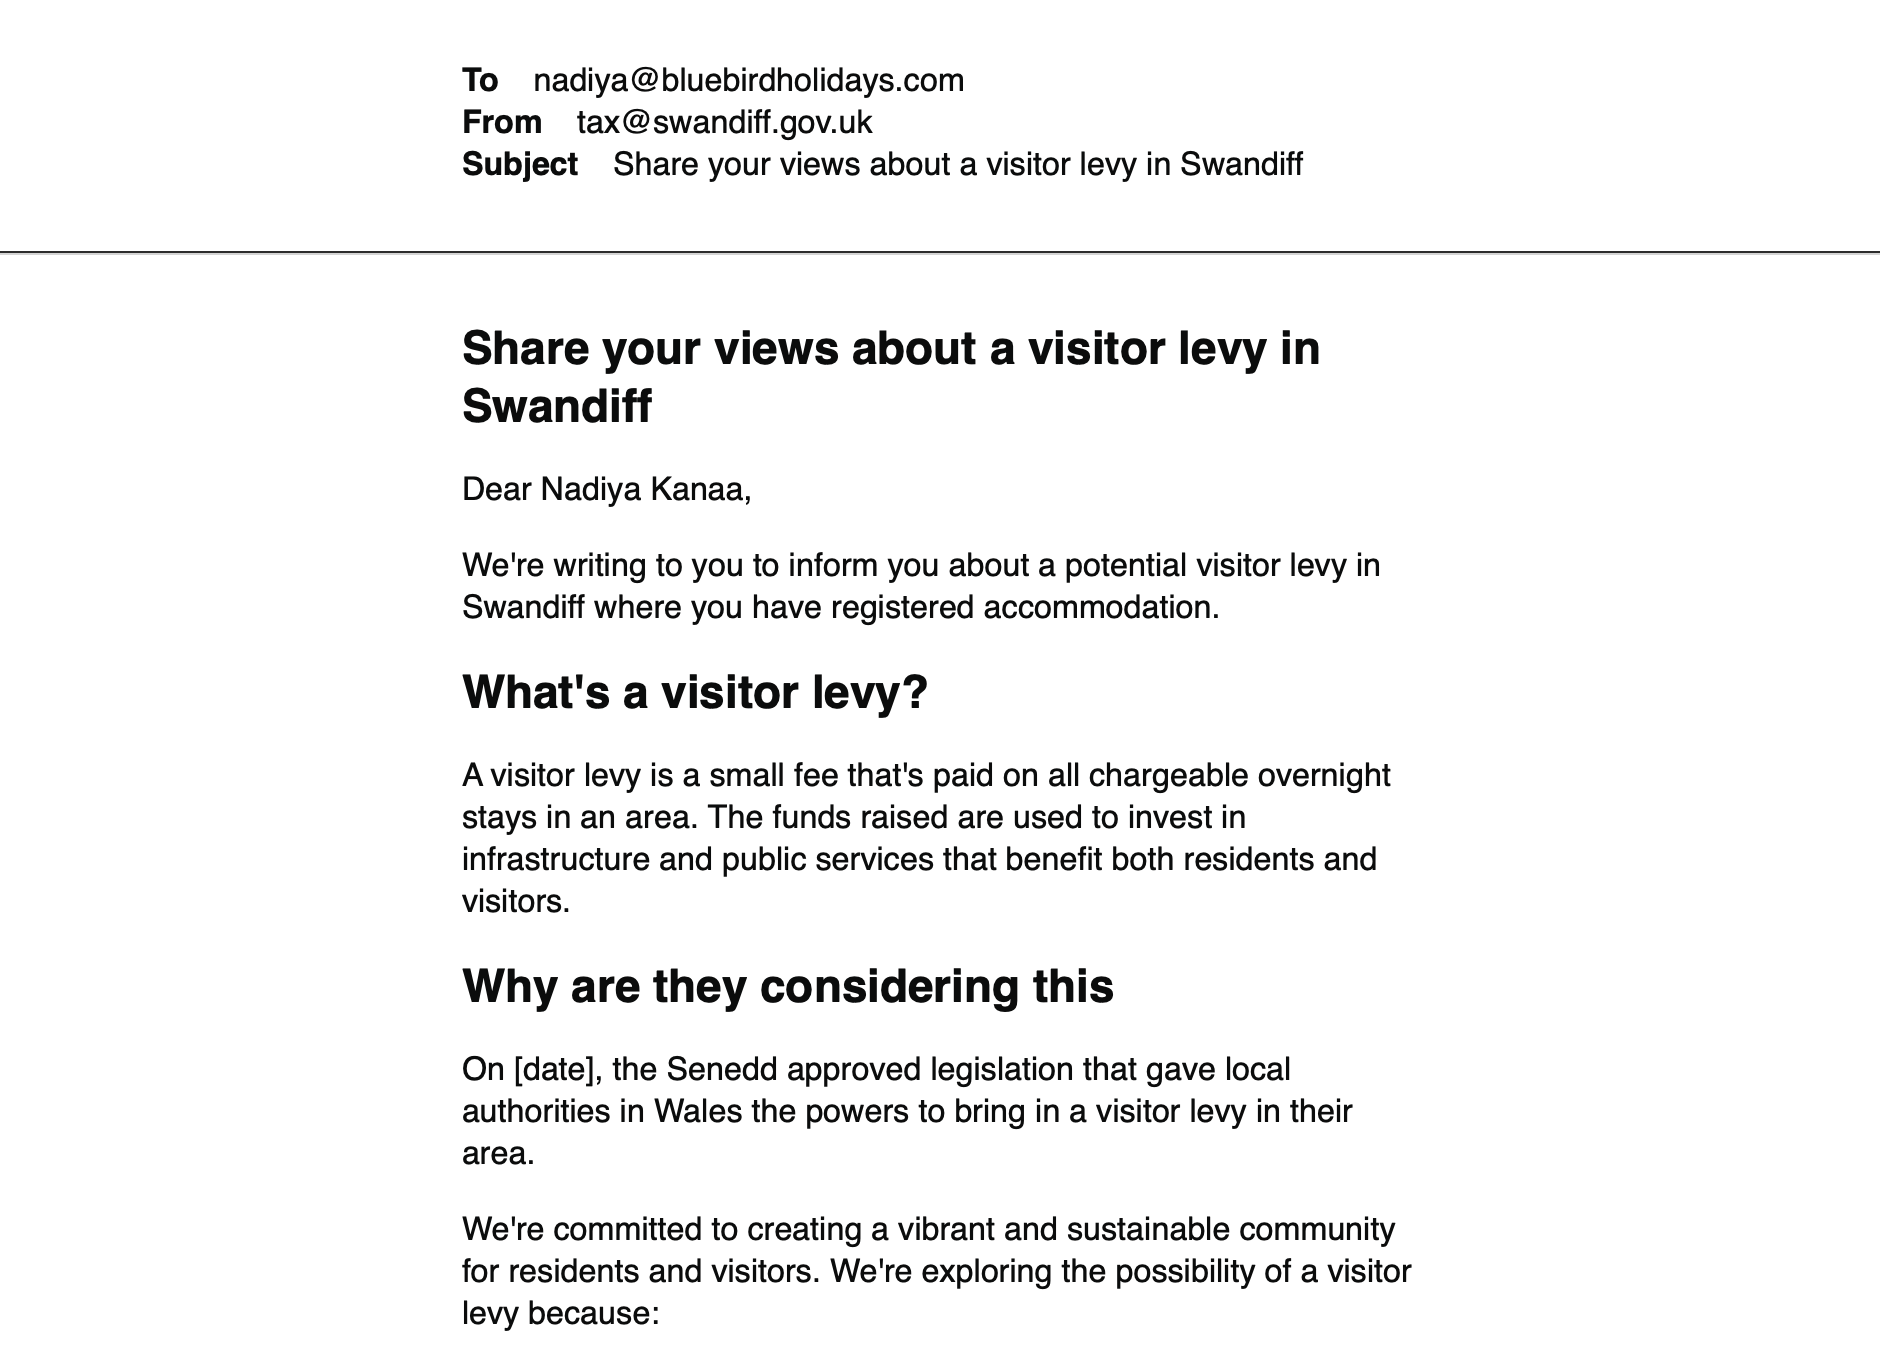 To nadiya@bluebirdholidays.com
From tax@swandiff.gov.uk
Subject Share your views about a visitor levy in Swandiff
Share your views about a visitor levy in
Swandiff
Dear Nadiya Kanaa,
We're writing to you to inform you about a potential visitor levy in
Swandiff where you have registered accommodation.
What's a visitor levy?
A visitor levy is a small fee that's paid on all chargeable overnight
stays in an area. The funds raised are used to invest in
infrastructure and public services that benefit both residents and
visitors.
Why are they considering this
On [date], the Senedd approved legislation that gave local
authorities in Wales the powers to bring in a visitor levy in their
area.
We're committed to creating a vibrant and sustainable community
for residents and visitors. We're exploring the possibility of a visitor
levy because: